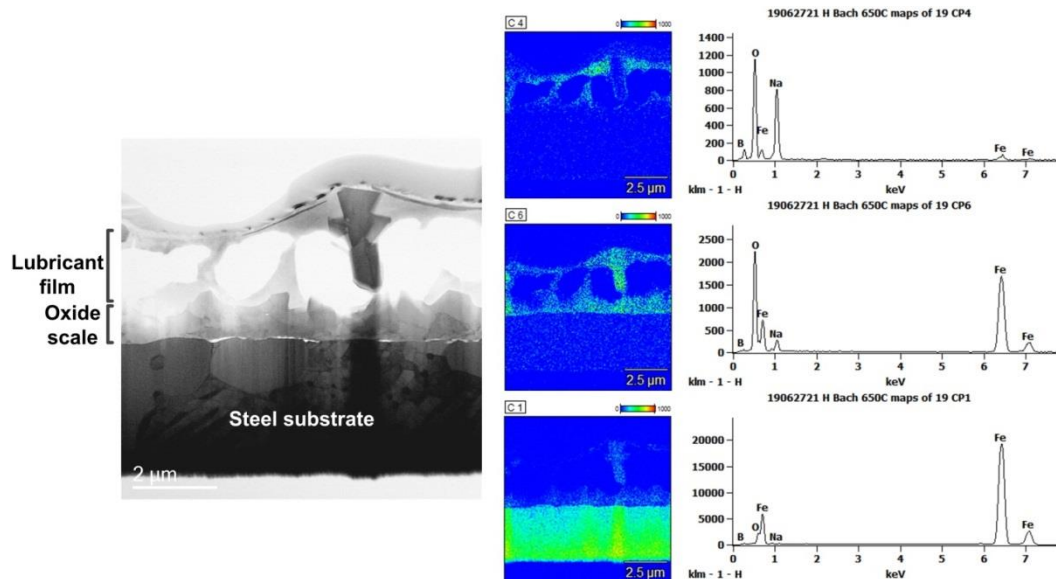 Lubricant
film
Oxide
scale
Steel substrate
2 µm
C 4
0 1000
2.5 µm
19062721 H Bach 650C maps of 19 CP4
1400
1200
1000
800
600
400
200
0
B
O
Fe
Na
Fe
Fe
0 1 2 3 4 5 6 7
klm - 1 - H
keV
C 6
0 1000
2.5 µm
19062721 H Bach 650C maps of 19 CP6
2500
2000
1500
1000
500
0
B
O
Fe
Na
Fe
Fe
0 1 2 3 4 5 6 7
klm - 1 - H
keV
C 1
0 1000
2.5 µm
19062721 H Bach 650C maps of 19 CP1
20000
15000
10000
5000
0
B
O
Fe
Na
Fe
Fe
0 1 2 3 4 5 6 7
klm - 1 - H
keV